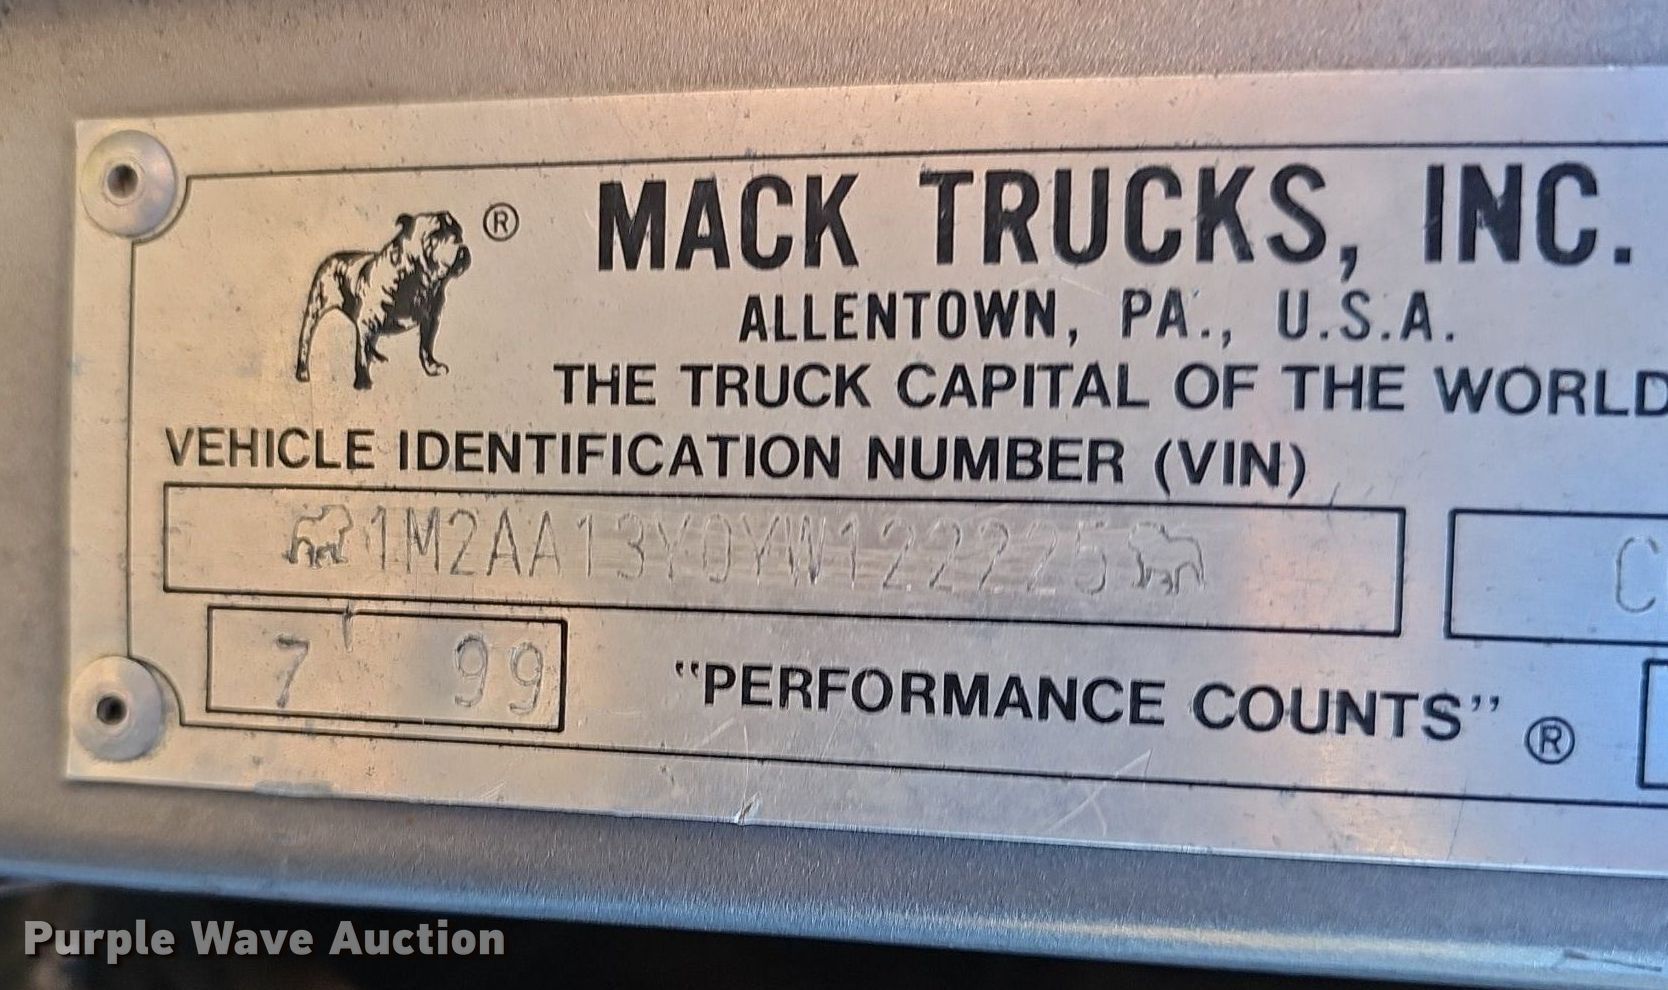 ® MACK TRUCKS, INC.
ALLENTOWN, PA., U.S.A.
THE TRUCK CAPITAL OF THE WORLD
VEHICLE IDENTIFICATION NUMBER (VIN)
1M2AA13Y0YW122225 C
7 99
"PERFORMANCE COUNTS" ®
Purple Wave Auction